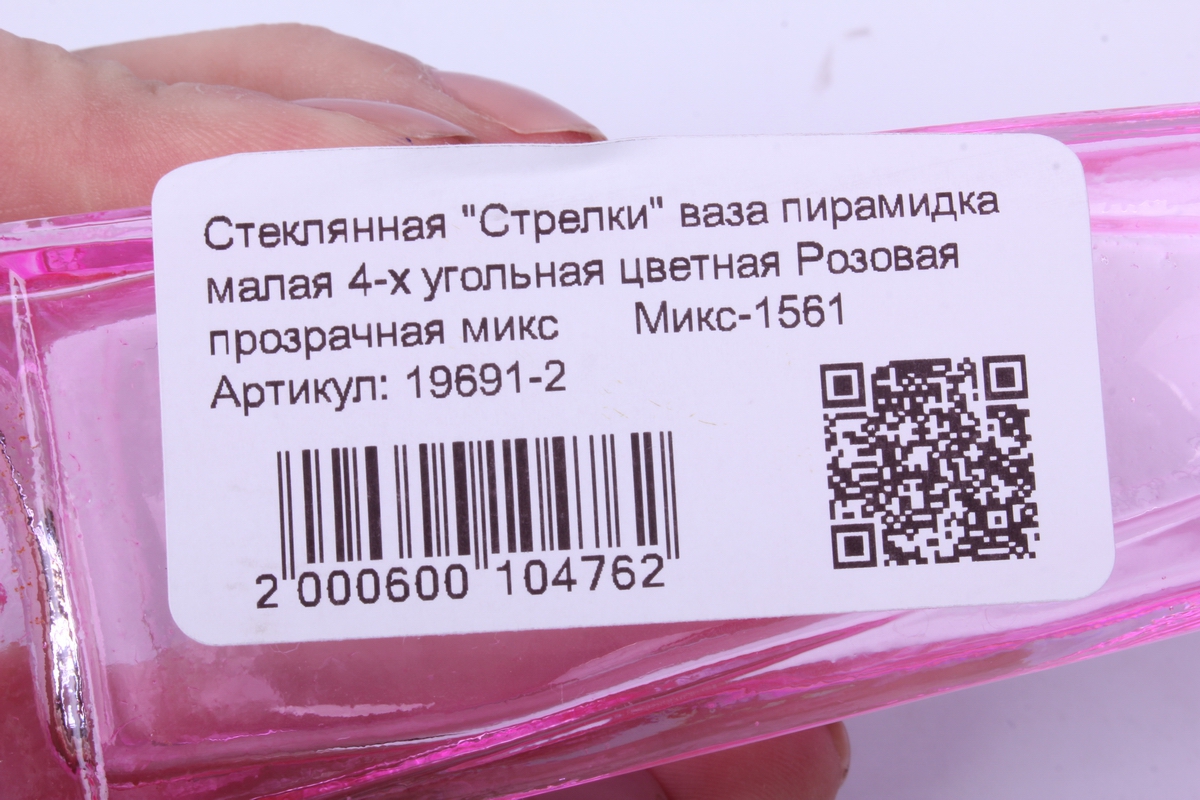 Стеклянная "Стрелки" ваза пирамидка
малая 4-х угольная цветная Розовая
прозрачная микс Микс-1561
Артикул: 19691-2
2 000600 104762